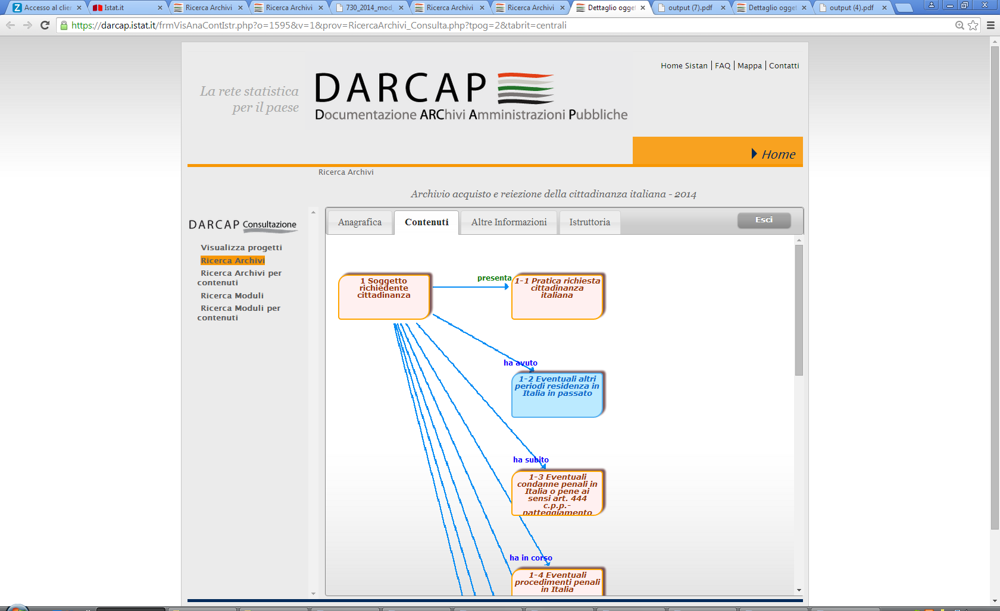 Accesso al clien
Istat.it
Ricerca Archivi
Ricerca Archivi
730_2014_mod_
Ricerca Archivi
Ricerca Archivi
Dettaglio ogget
output (7).pdf
Dettaglio ogget
output (4).pdf
https://darcap.istat.it/frmVisAnaContIstr.php?o=1595&v=1&prov=RicercaArchivi_Consulta.php?tpog=2&tabrit=centrali
Home Sistan | FAQ | Mappa | Contatti
La rete statistica
per il paese
DARCAP
Documentazione ARChivi Amministrazioni Pubbliche
Home
Ricerca Archivi
Archivio acquisto e reiezione della cittadinanza italiana - 2014
DARCAP Consultazione
Visualizza progetti
Ricerca Archivi
Ricerca Archivi per
contenuti
Ricerca Moduli
Ricerca Moduli per
contenuti
Anagrafica
Contenuti
Altre Informazioni
Istruttoria
Esci
1 Soggetto
richiedente
cittadinanza
presenta
1-1 Pratica richiesta
cittadinanza
italiana
ha avuto
1-2 Eventuali altri
periodi residenza in
Italia in passato
ha subito
1-3 Eventuali
condanne penali in
Italia o pene ai
sensi art. 444
c.p.p.-
patteggiamento
ha in corso
1-4 Eventuali
procedimenti penali
in Italia